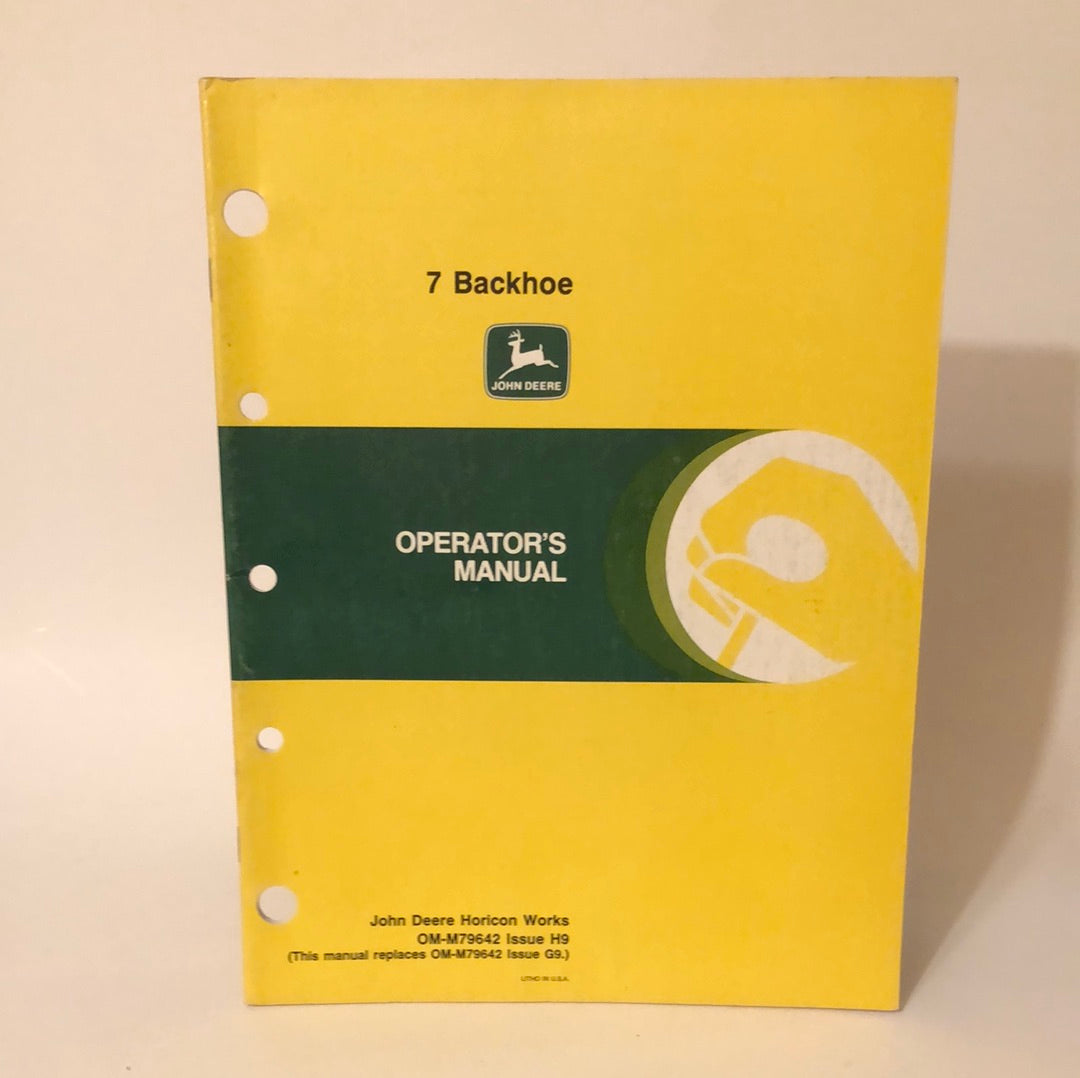 7 Backhoe
JOHN DEERE
OPERATOR'S
MANUAL
John Deere Horicon Works
OM-M79642 Issue H9
(This manual replaces OM-M79642 Issue G9.)
LITHO IN U.S.A.